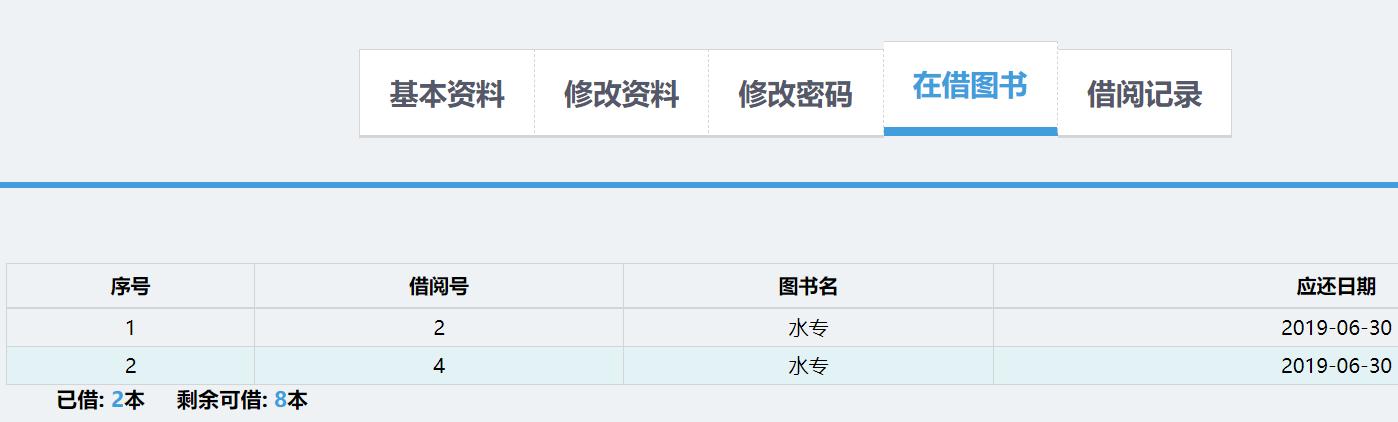 基本资料 修改资料 修改密码 在借图书 借阅记录
序号 借阅号 图书名 应还日期
1 2 水专 2019-06-30
2 4 水专 2019-06-30
已借: 2本 剩余可借: 8本